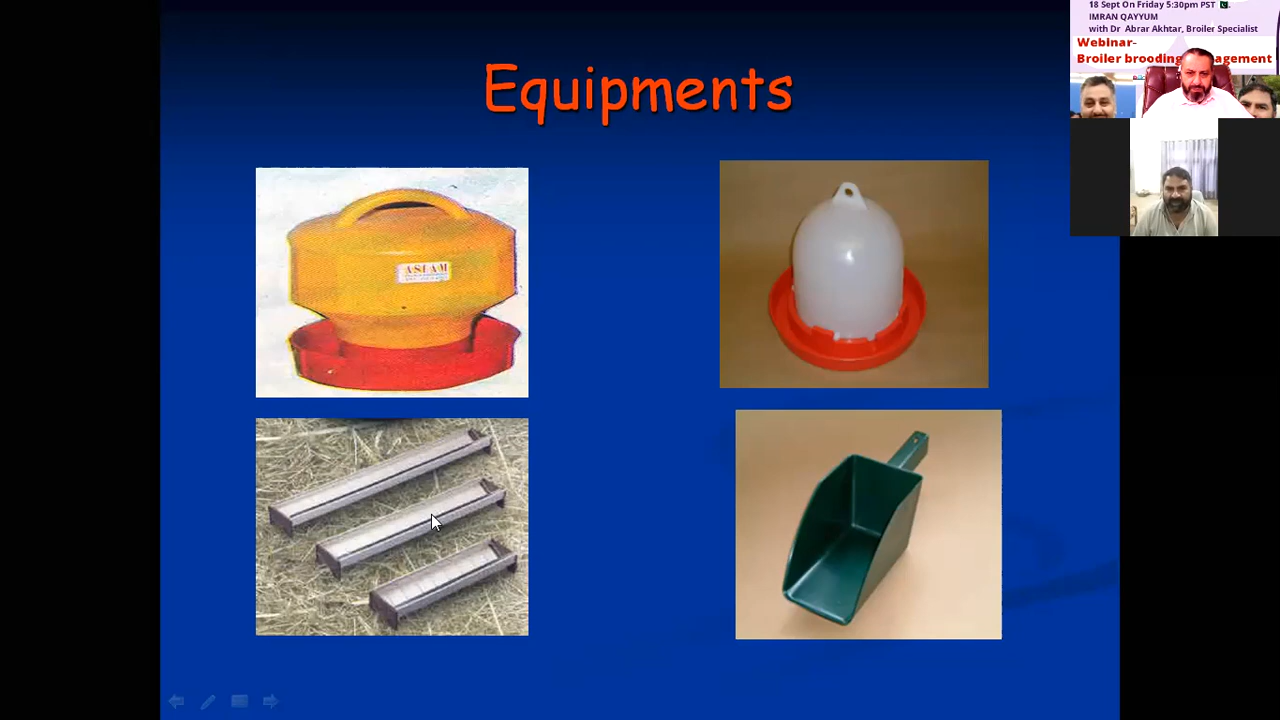 Equipments
ASLAM
18 Sept On Friday 5:30pm PST
IMRAN QAYYUM
with Dr Abrar Akhtar, Broiler Specialist
Webinar-
Broiler brooding agement